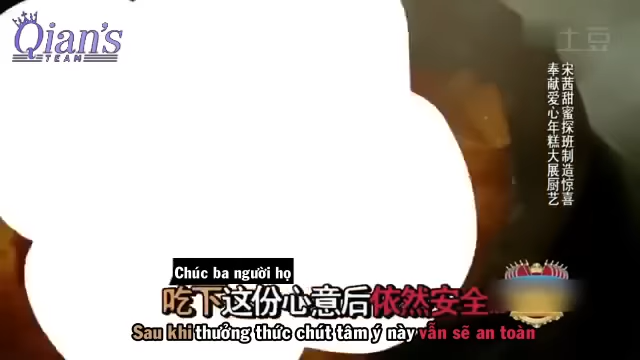 Qian's
TEAM
土豆
宋茜甜蜜探班制造惊喜
奉献爱心年糕大展厨艺
Chúc ba người họ
吃下这份心意后依然安全...
Sau khi thưởng thức chút tâm ý này vẫn sẽ an toàn